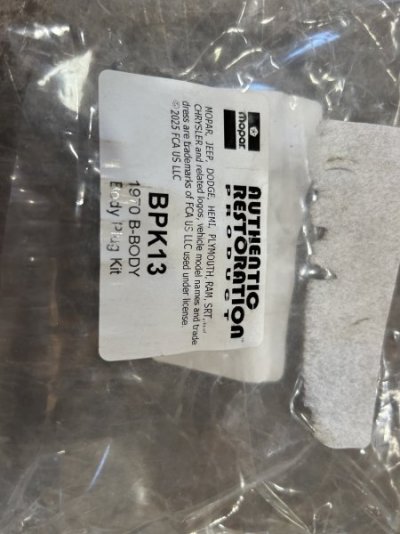 mopar
AUTHENTIC
RESTORATION
PRODUCT
MOPAR, JEEP, DODGE, HEMI, PLYMOUTH, RAM, SRT,
CHRYSLER and related logos, vehicle model names and trade
dress are trademarks of FCA US LLC used under license.
© 2025 FCA US LLC
BPK13
1970 B-BODY
Body Plug Kit